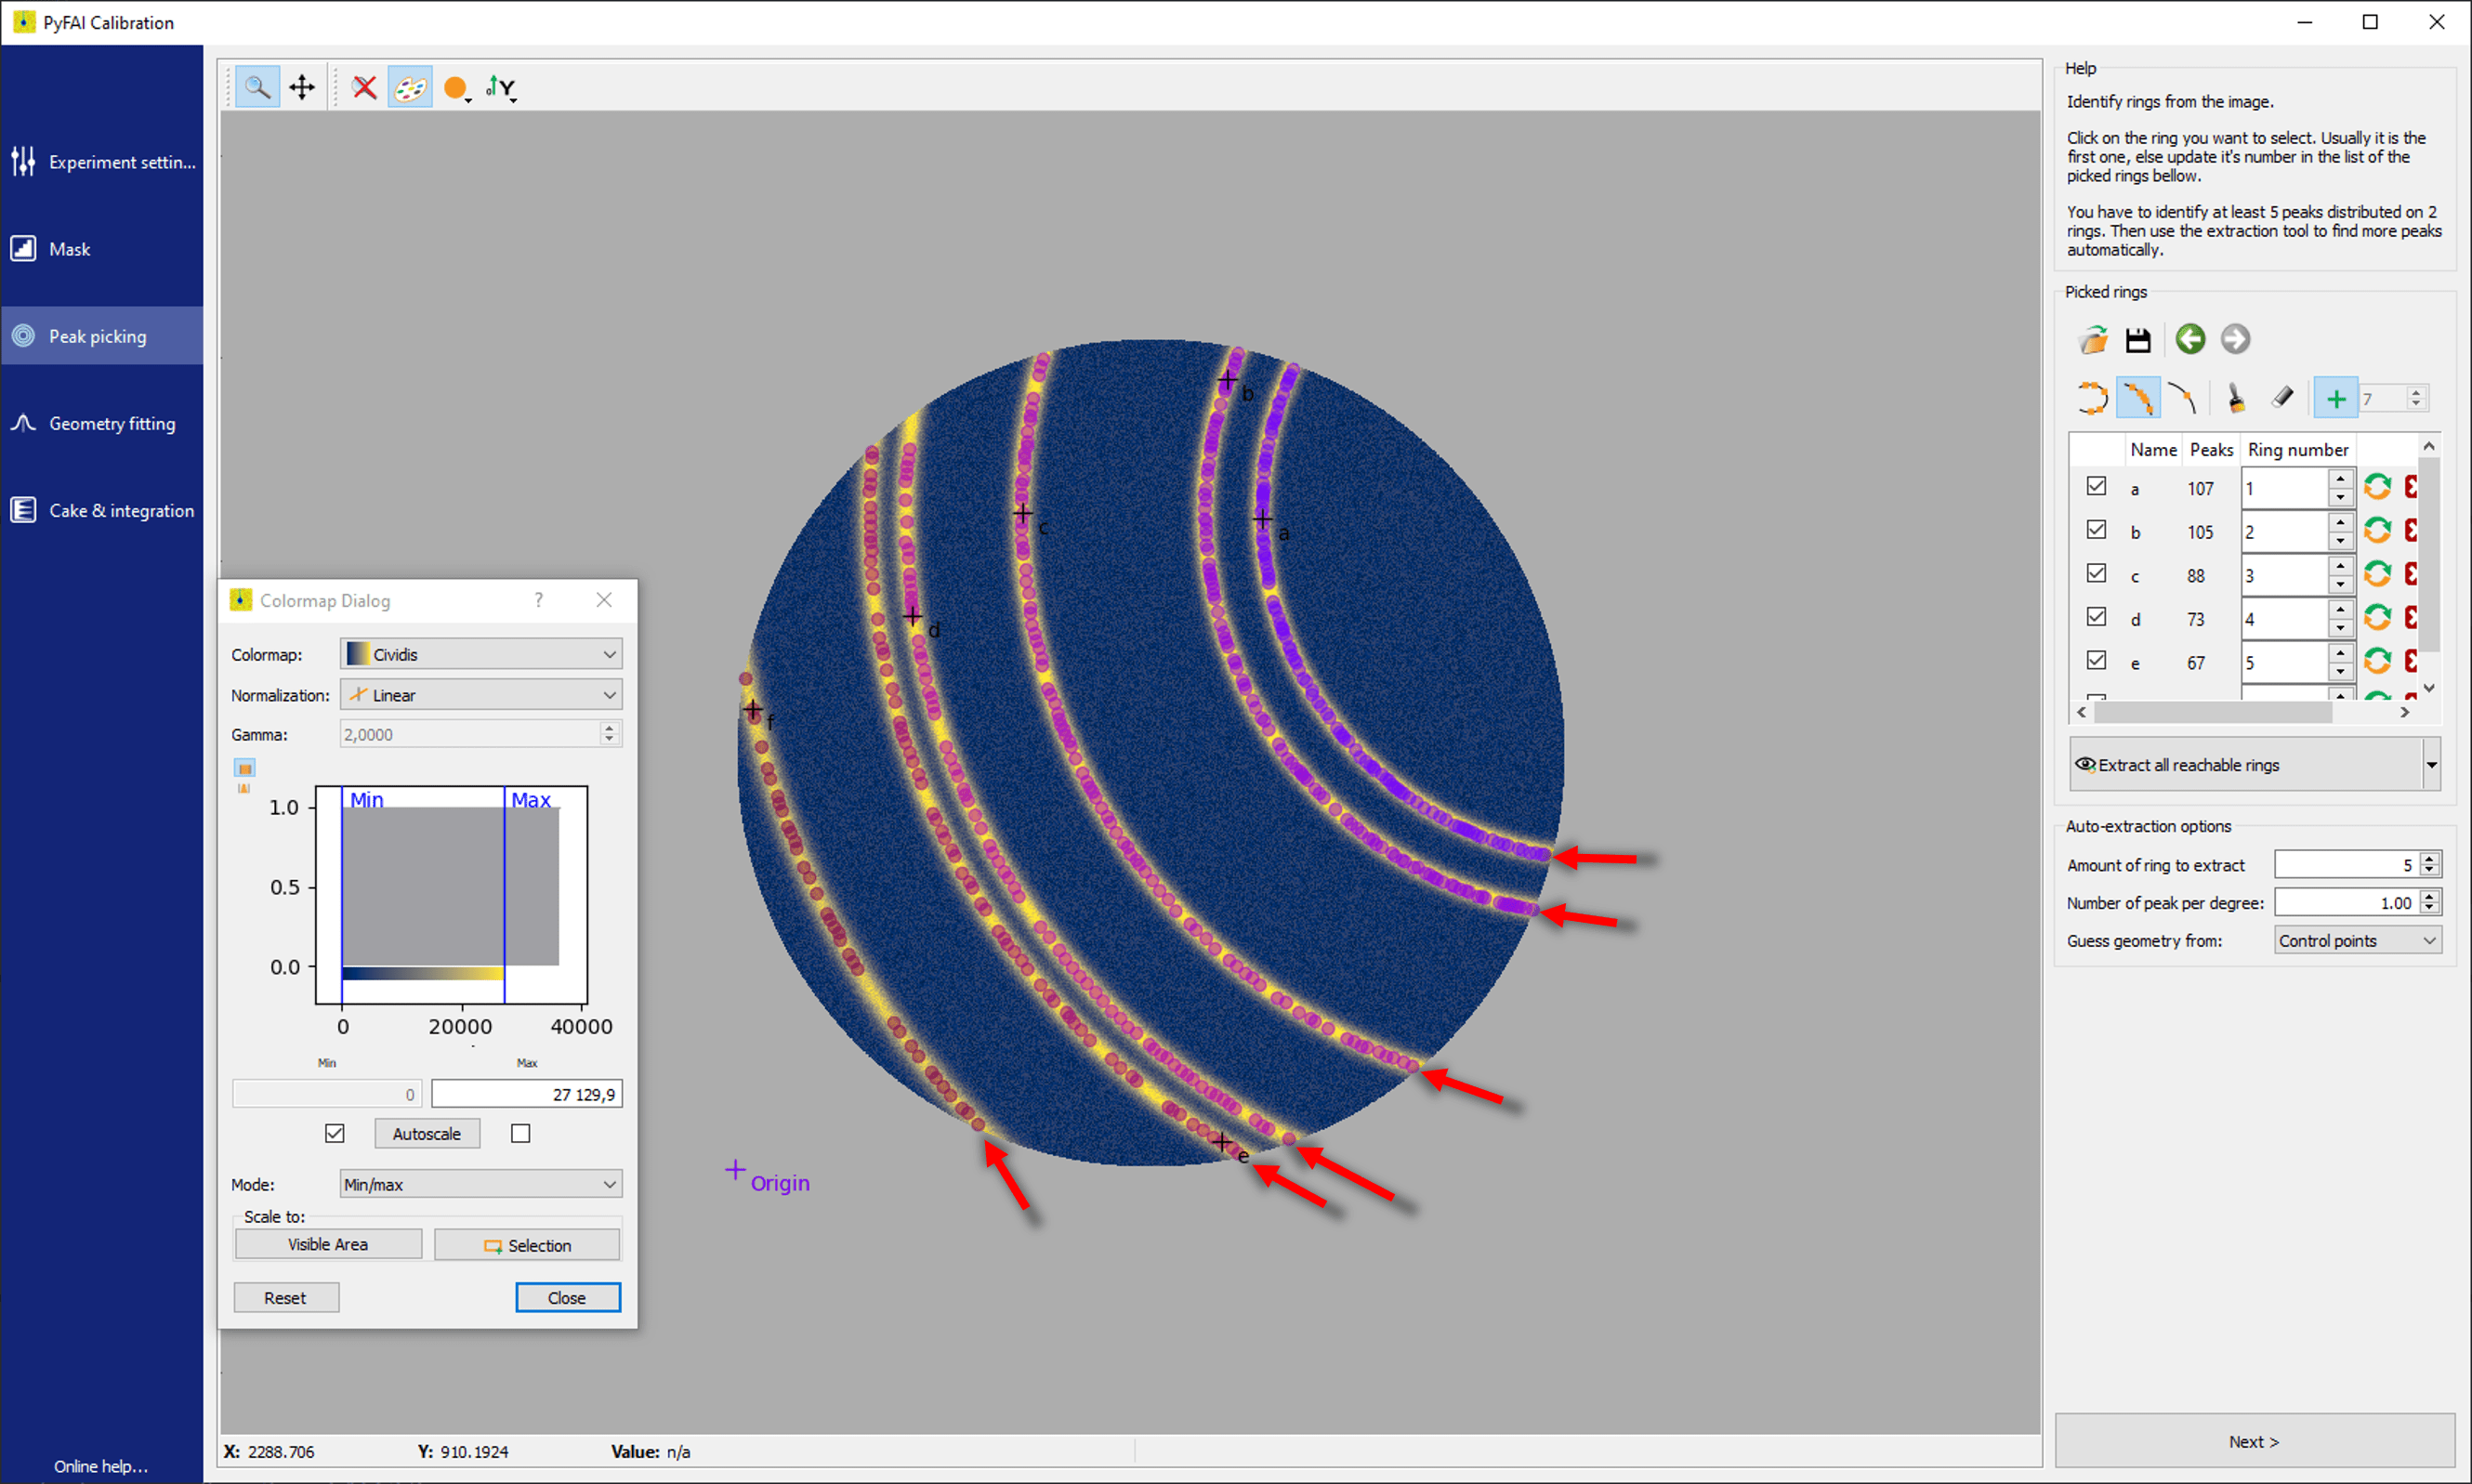 PyFAI Calibration
Experiment settin...
Mask
Peak picking
Geometry fitting
Cake & integration
Online help...
b
a
c
d
f
e
Origin
X: 2288.706 Y: 910.1924 Value: n/a
Colormap Dialog ?
Colormap: Cividis
Normalization: Linear
Gamma: 2,0000
Min Max
1.0
0.5
0.0
0 20000 40000
Min Max
0 27 129,9
Autoscale
Mode: Min/max
Scale to:
Visible Area Selection
Reset Close
Help
Identify rings from the image.
Click on the ring you want to select. Usually it is the
first one, else update it's number in the list of the
picked rings bellow.
You have to identify at least 5 peaks distributed on 2
rings. Then use the extraction tool to find more peaks
automatically.
Picked rings
7
Name Peaks Ring number
a 107 1
b 105 2
c 88 3
d 73 4
e 67 5
Extract all reachable rings
Auto-extraction options
Amount of ring to extract 5
Number of peak per degree: 1.00
Guess geometry from: Control points
Next >